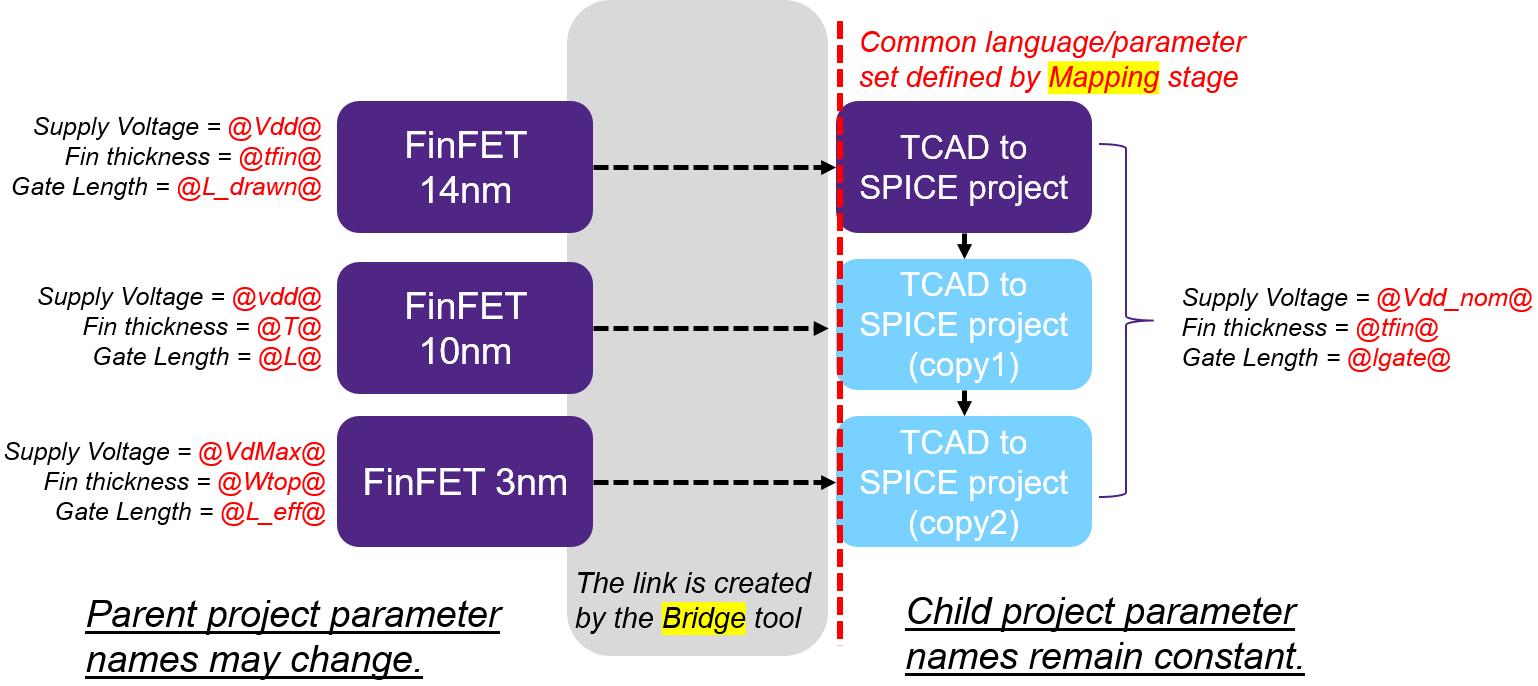 Common language/parameter
set defined by Mapping stage
Supply Voltage = @Vdd@
Fin thickness = @tfin@
Gate Length = @L_drawn@
FinFET
14nm
TCAD to
SPICE project
Supply Voltage = @vdd@
Fin thickness = @T@
Gate Length = @L@
FinFET
10nm
TCAD to
SPICE project
(copy1)
Supply Voltage = @Vdd_nom@
Fin thickness = @tfin@
Gate Length = @lgate@
Supply Voltage = @VdMax@
Fin thickness = @Wtop@
Gate Length = @L_eff@
FinFET 3nm
TCAD to
SPICE project
(copy2)
Parent project parameter
names may change.
The link is created
by the Bridge tool
Child project parameter
names remain constant.